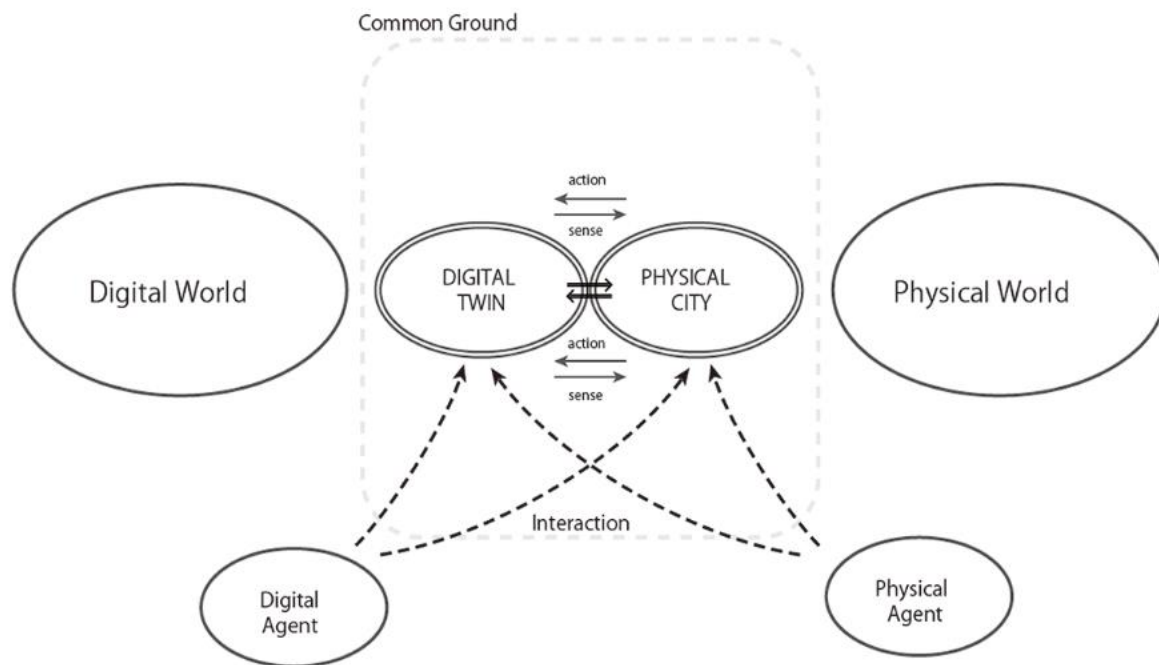 Common Ground
action
sense
Digital World
DIGITAL
TWIN
PHYSICAL
CITY
Physical World
action
sense
Interaction
Digital
Agent
Physical
Agent